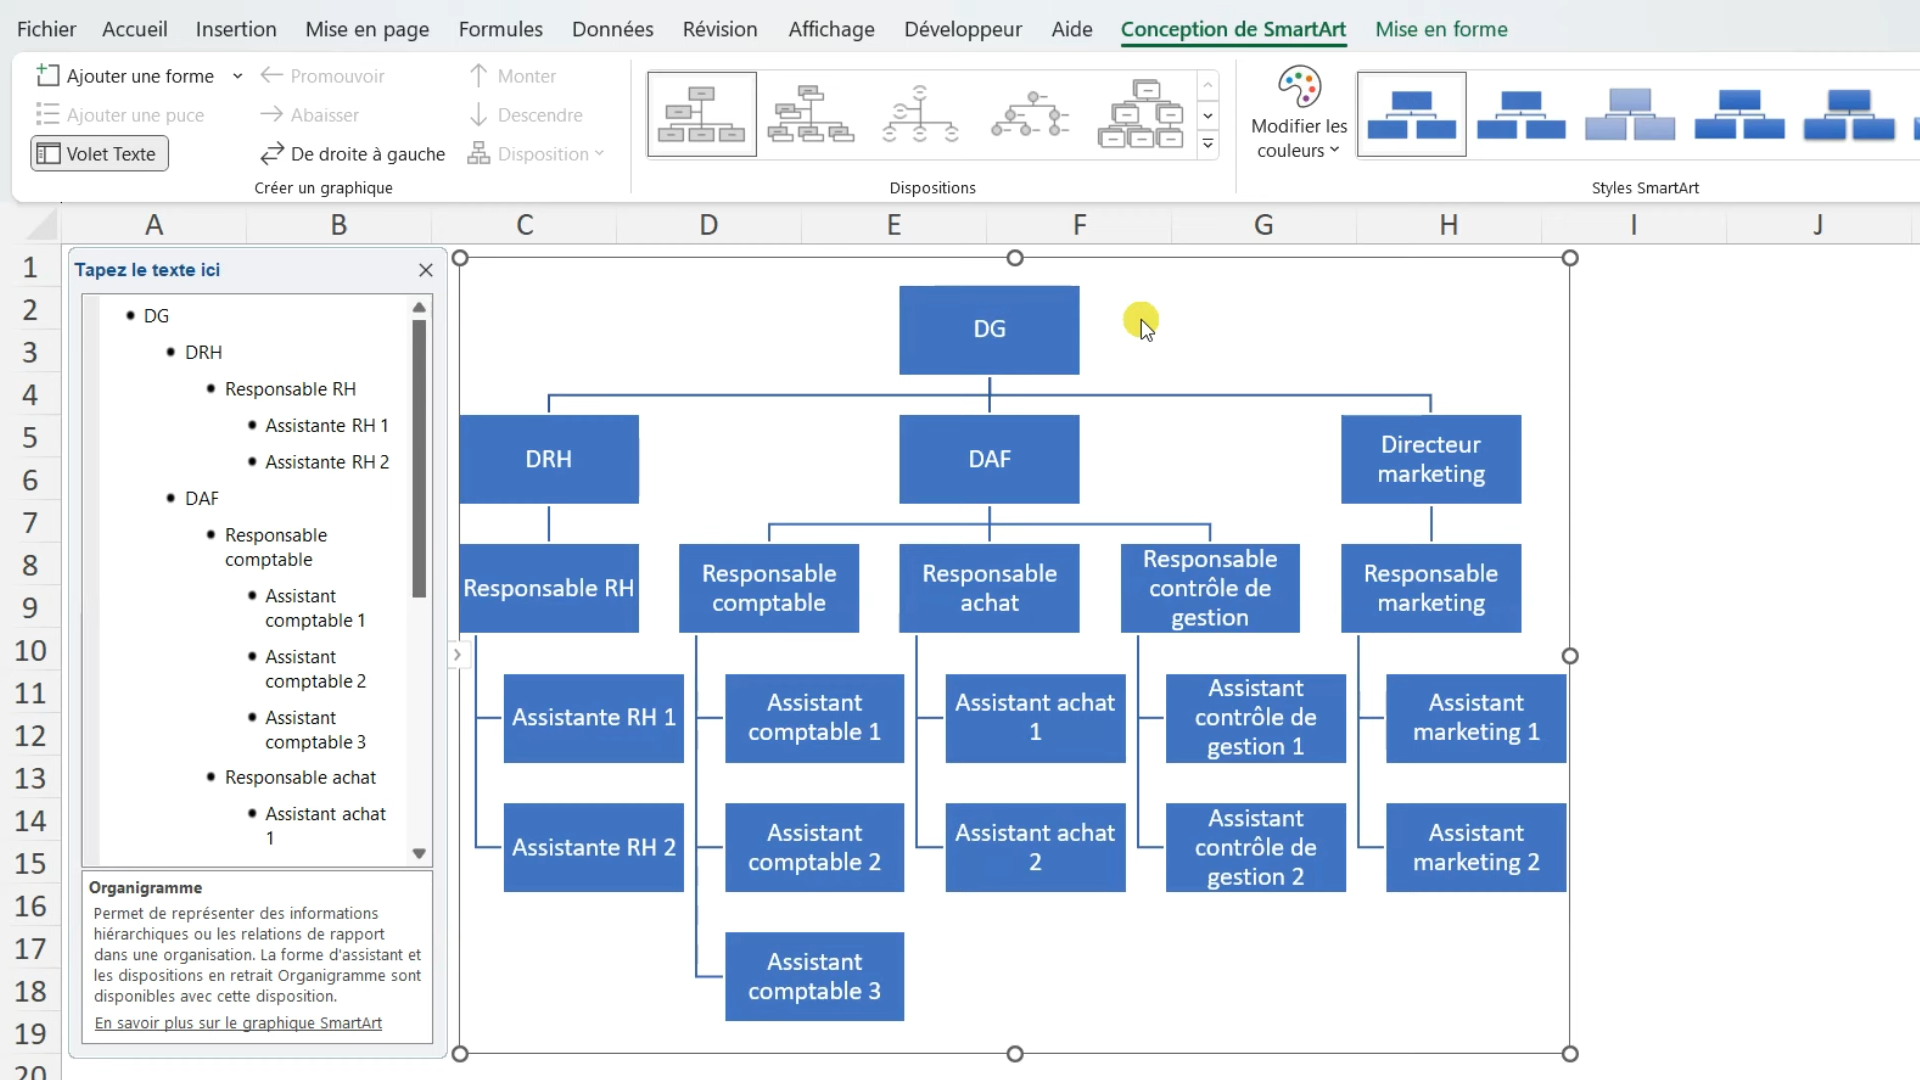 Fichier Accueil Insertion Mise en page Formules Données Révision Affichage Développeur Aide Conception de SmartArt Mise en forme
Ajouter une forme Promouvoir Monter
Ajouter une puce Abaisser Descendre
Volet Texte De droite à gauche Disposition
Créer un graphique
Dispositions
Modifier les
couleurs
Styles SmartArt
A B C D E F G H I J
1
2
3
4
5
6
7
8
9
10
11
12
13
14
15
16
17
18
19
20
Tapez le texte ici
DG
DRH
Responsable RH
Assistante RH 1
Assistante RH 2
DAF
Responsable
comptable
Assistant
comptable 1
Assistant
comptable 2
Assistant
comptable 3
Responsable achat
Assistant achat
1
Organigramme
Permet de représenter des informations
hiérarchiques ou les relations de rapport
dans une organisation. La forme d'assistant et
les dispositions en retrait Organigramme sont
disponibles avec cette disposition.
En savoir plus sur le graphique SmartArt
DG
DRH
DAF
Directeur
marketing
Responsable RH
Responsable
comptable
Responsable
achat
Responsable
contrôle de
gestion
Responsable
marketing
Assistante RH 1
Assistant
comptable 1
Assistant achat
1
Assistant
contrôle de
gestion 1
Assistant
marketing 1
Assistante RH 2
Assistant
comptable 2
Assistant achat
2
Assistant
contrôle de
gestion 2
Assistant
marketing 2
Assistant
comptable 3